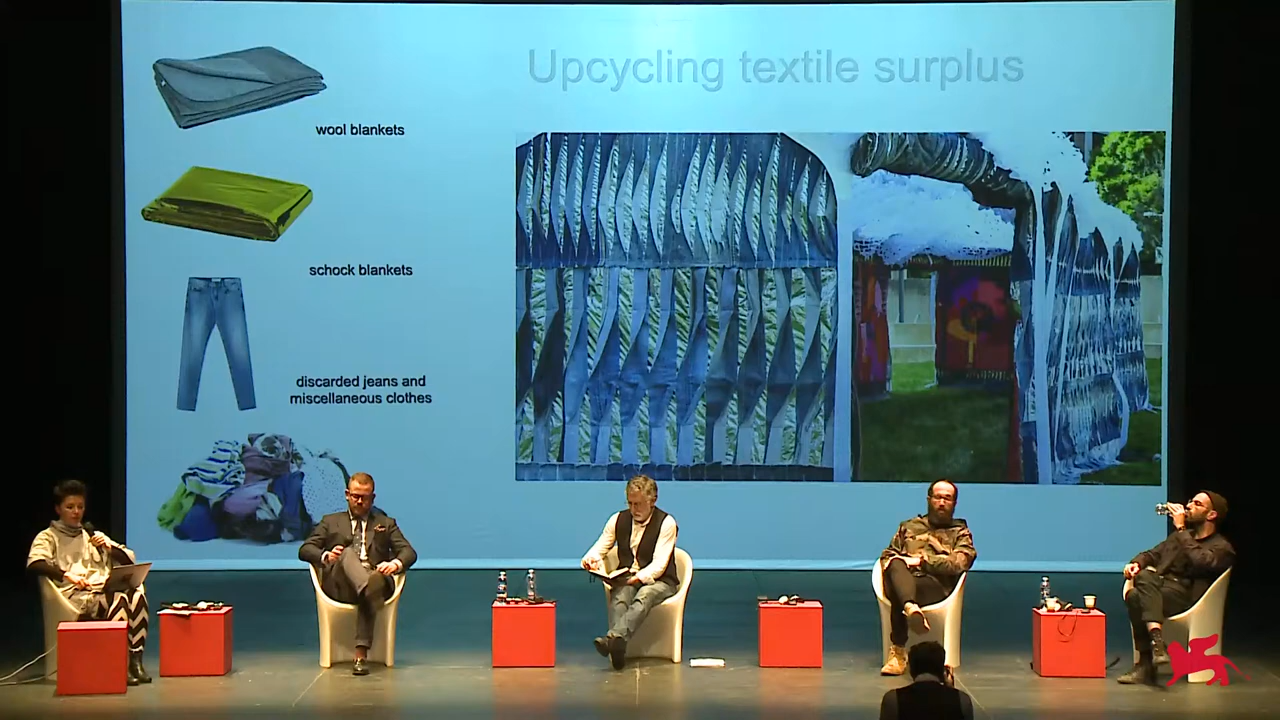 Upcycling textile surplus
wool blankets
schock blankets
discarded jeans and
miscellaneous clothes